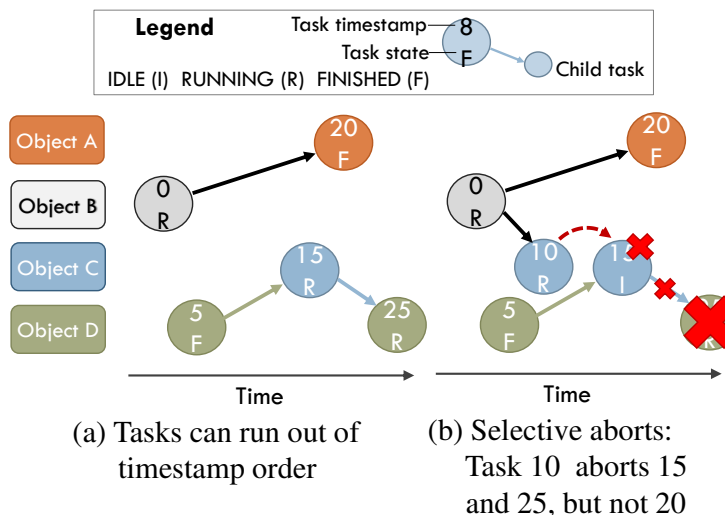 Legend
Task timestamp
8
Task state
F
Child task
IDLE (I) RUNNING (R) FINISHED (F)
Object A
Object B
Object C
Object D
20
F
0
R
15
R
5
F
25
R
Time
20
F
0
R
10
R
15
I
5
F
R
Time
(a) Tasks can run out of
timestamp order
(b) Selective aborts:
Task 10 aborts 15
and 25, but not 20